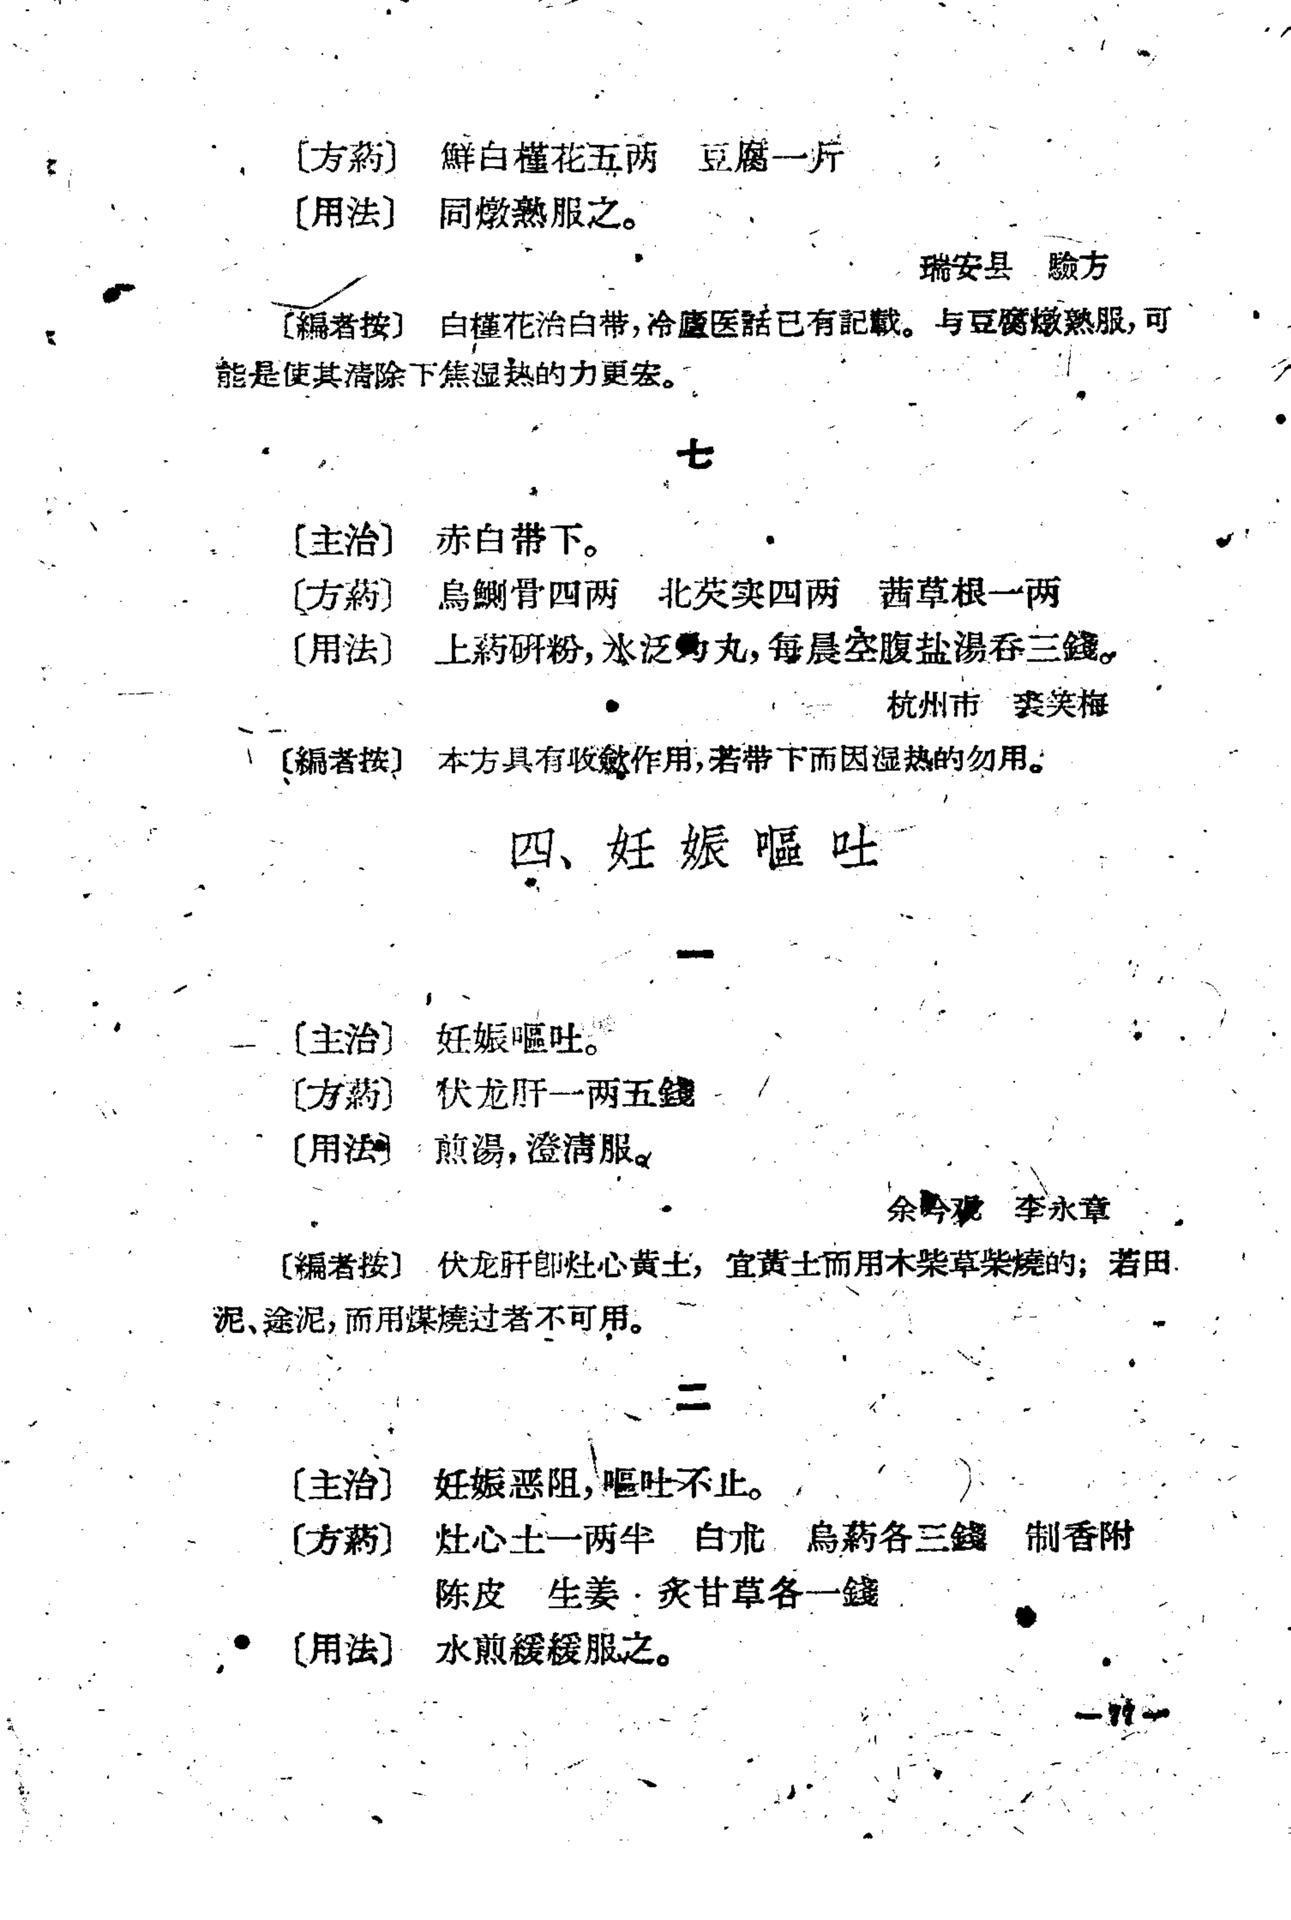 〔方葯〕 鮮白槿花五两 豆腐一斤
〔用法〕 同燉熟服之。
瑞安县 驗方
〔編者按〕 白槿花治白带，冷廬医話已有記載。与豆腐燉熟服，可
能是使其清除下焦湿热的力更宏。
七
〔主治〕 赤白带下。
〔方葯〕 烏鰂骨四两 北芡实四两 茜草根一两
〔用法〕 上葯研粉，水泛为丸，每晨空腹盐湯吞三錢。
杭州市 裘笑梅
〔編者按〕 本方具有收斂作用，若带下而因湿热的勿用。
四、妊娠嘔吐
一
〔主治〕 妊娠嘔吐。
〔方葯〕 伏龙肝一两五錢
〔用法〕 煎湯，澄清服。
余吟观 李永章
〔編者按〕 伏龙肝卽灶心黄土，宜黄土而用木柴草柴燒的；若田
泥、塗泥，而用煤燒过者不可用。
二
〔主治〕 妊娠恶阻，嘔吐不止。
〔方葯〕 灶心土一两半 白朮 烏葯各三錢 制香附
陈皮 生姜 炙甘草各一錢
〔用法〕 水煎緩緩服之。
—77—